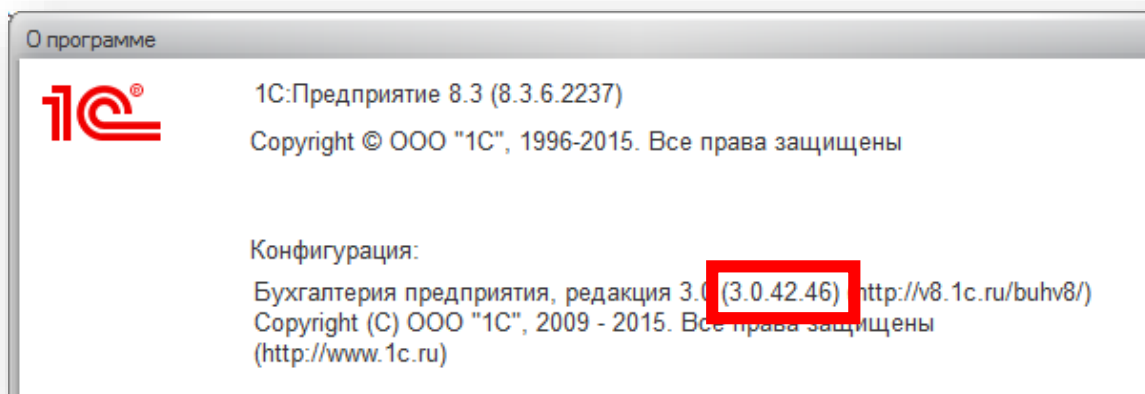 О программе
1С®
1С:Предприятие 8.3 (8.3.6.2237)
Copyright © ООО "1С", 1996-2015. Все права защищены
Конфигурация:
Бухгалтерия предприятия, редакция 3.0 (3.0.42.46) (http://v8.1c.ru/buhv8/)
Copyright (C) ООО "1С", 2009 - 2015. Все права защищены
(http://www.1c.ru)